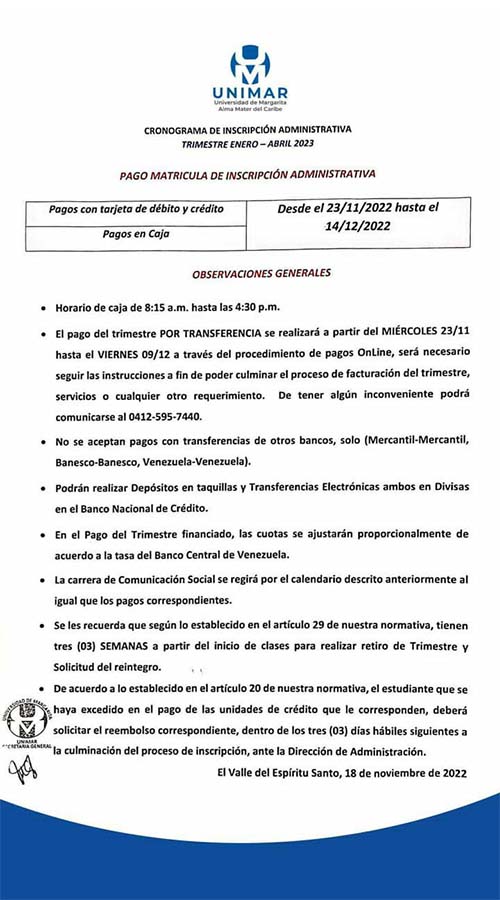 UNIMAR
Universidad de Margarita
Alma Mater del Caribe
CRONOGRAMA DE INSCRIPCIÓN ADMINISTRATIVA
TRIMESTRE ENERO – ABRIL 2023
PAGO MATRICULA DE INSCRIPCIÓN ADMINISTRATIVA
Pagos con tarjeta de débito y crédito
Pagos en Caja
Desde el 23/11/2022 hasta el
14/12/2022
OBSERVACIONES GENERALES
• Horario de caja de 8:15 a.m. hasta las 4:30 p.m.
• El pago del trimestre POR TRANSFERENCIA se realizará a partir del MIÉRCOLES 23/11
hasta el VIERNES 09/12 a través del procedimiento de pagos OnLine, será necesario
seguir las instrucciones a fin de poder culminar el proceso de facturación del trimestre,
servicios o cualquier otro requerimiento. De tener algún inconveniente podrá
comunicarse al 0412-595-7440.
• No se aceptan pagos con transferencias de otros bancos, solo (Mercantil-Mercantil,
Banesco-Banesco, Venezuela-Venezuela).
• Podrán realizar Depósitos en taquillas y Transferencias Electrónicas ambos en Divisas
en el Banco Nacional de Crédito.
• En el Pago del Trimestre financiado, las cuotas se ajustarán proporcionalmente de
acuerdo a la tasa del Banco Central de Venezuela.
• La carrera de Comunicación Social se regirá por el calendario descrito anteriormente al
igual que los pagos correspondientes.
• Se les recuerda que según lo establecido en el artículo 29 de nuestra normativa, tienen
tres (03) SEMANAS a partir del inicio de clases para realizar retiro de Trimestre y
Solicitud del reintegro.
• De acuerdo a lo establecido en el artículo 20 de nuestra normativa, el estudiante que se
haya excedido en el pago de las unidades de crédito que le corresponden, deberá
solicitar el reembolso correspondiente, dentro de los tres (03) días hábiles siguientes a
la culminación del proceso de inscripción, ante la Dirección de Administración.
UNIMAR
El Valle del Espíritu Santo, 18 de noviembre de 2022